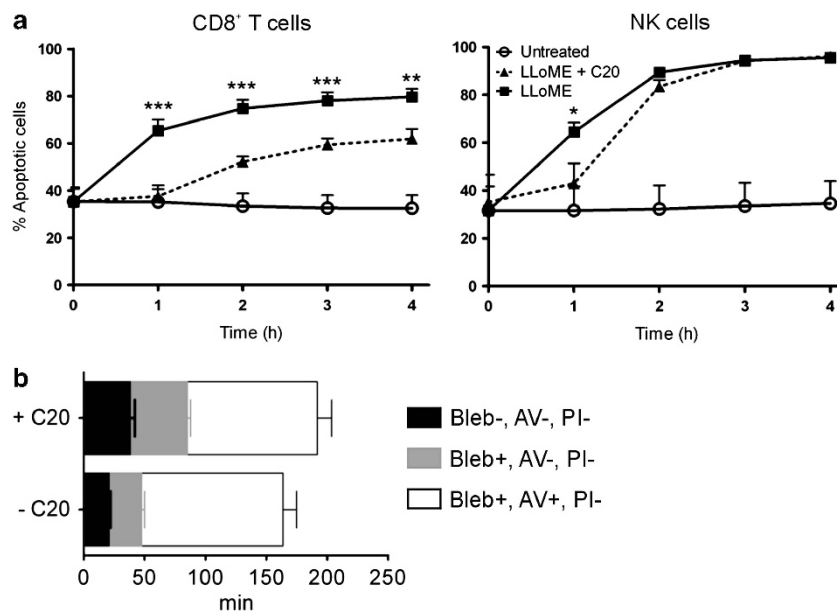 a
CD8⁺ T cells
NK cells
% Apoptotic cells
100
80
60
40
20
0
*** *** *** **
0 1 2 3 4
Time (h)
100
80
60
40
20
0
*
Untreated
LLoME + C20
LLoME
0 1 2 3 4
Time (h)
b
+ C20
- C20
0 50 100 150 200 250
min
Bleb-, AV-, PI-
Bleb+, AV-, PI-
Bleb+, AV+, PI-